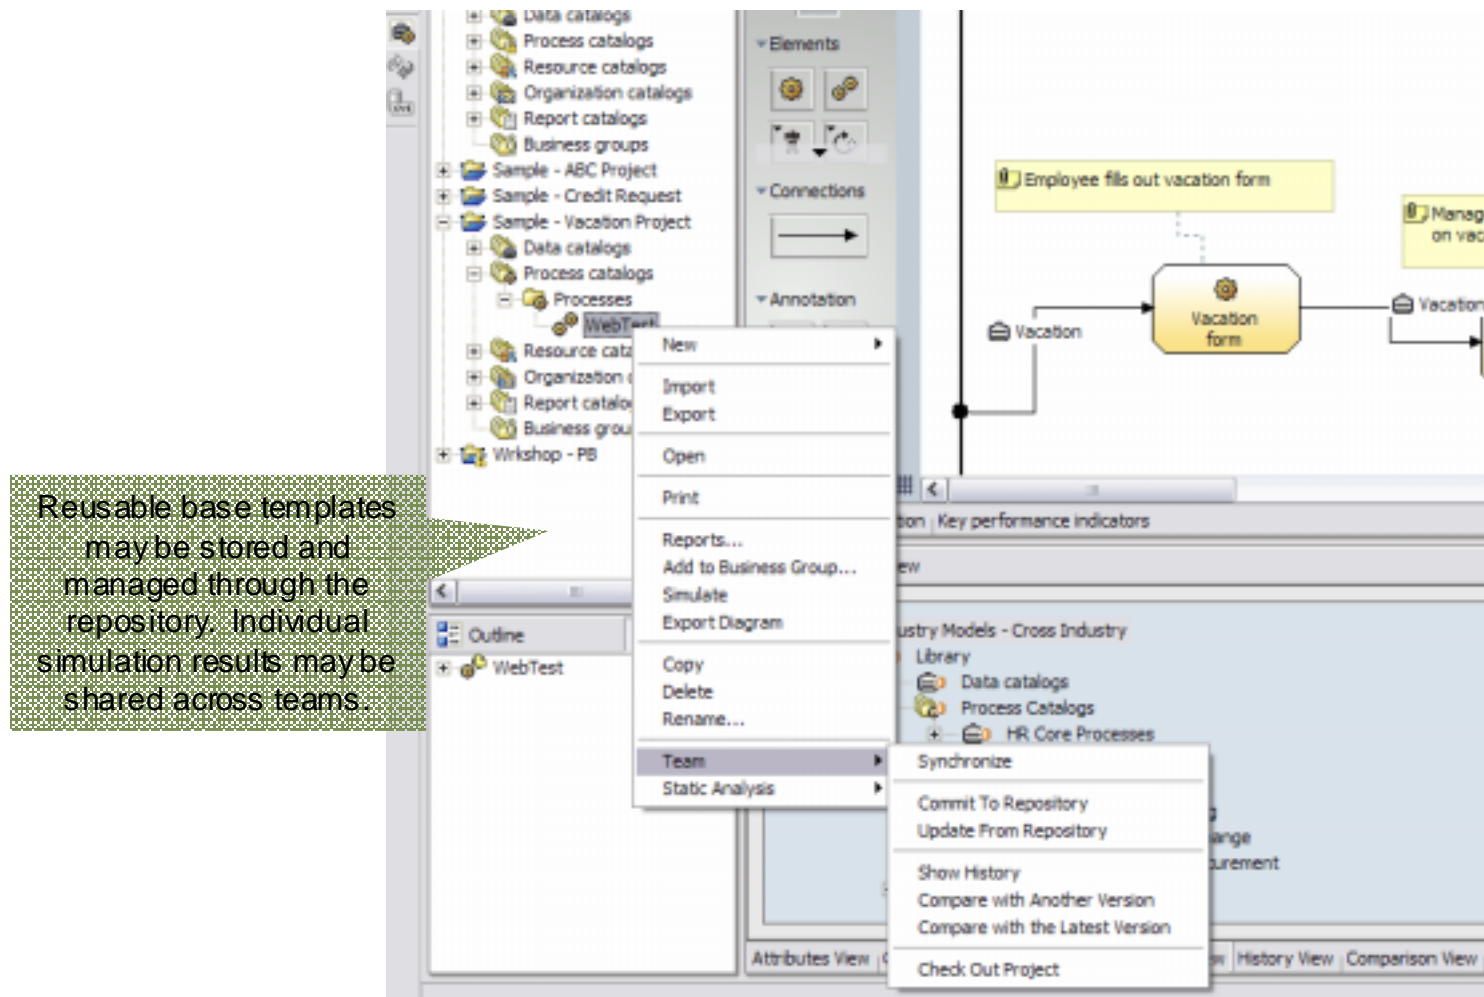 Data catalogs
Process catalogs
Resource catalogs
Organization catalogs
Report catalogs
Business groups
Sample - ABC Project
Sample - Credit Request
Sample - Vacation Project
Data catalogs
Process catalogs
Processes
WebTest
Resource cata
Organization
Report catalo
Business grou
Wrkshop - PB
Outline
WebTest
Reusable base templates
may be stored and
managed through the
repository. Individual
simulation results may be
shared across teams.
Elements
Connections
Annotation
New
Import
Export
Open
Print
Reports...
Add to Business Group...
Simulate
Export Diagram
Copy
Delete
Rename...
Team
Static Analysis
Synchronize
Commit To Repository
Update From Repository
Show History
Compare with Another Version
Compare with the Latest Version
Check Out Project
Employee fills out vacation form
Manag
on vac
Vacation
Vacation
form
Vacation
Key performance indicators
ustry Models - Cross Industry
Library
Data catalogs
Process Catalogs
HR Core Processes
ange
urement
Attributes View
History View
Comparison View